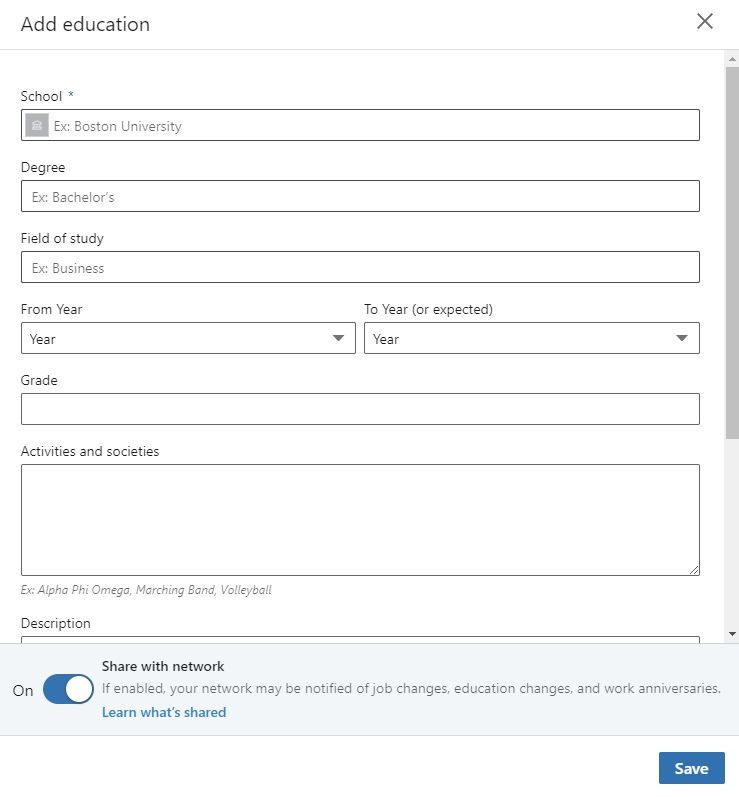 Add education
School *
Ex: Boston University
Degree
Ex: Bachelor's
Field of study
Ex: Business
From Year
To Year (or expected)
Year
Year
Grade
Activities and societies
Ex: Alpha Phi Omega, Marching Band, Volleyball
Description
On
Share with network
If enabled, your network may be notified of job changes, education changes, and work anniversaries.
Learn what's shared
Save